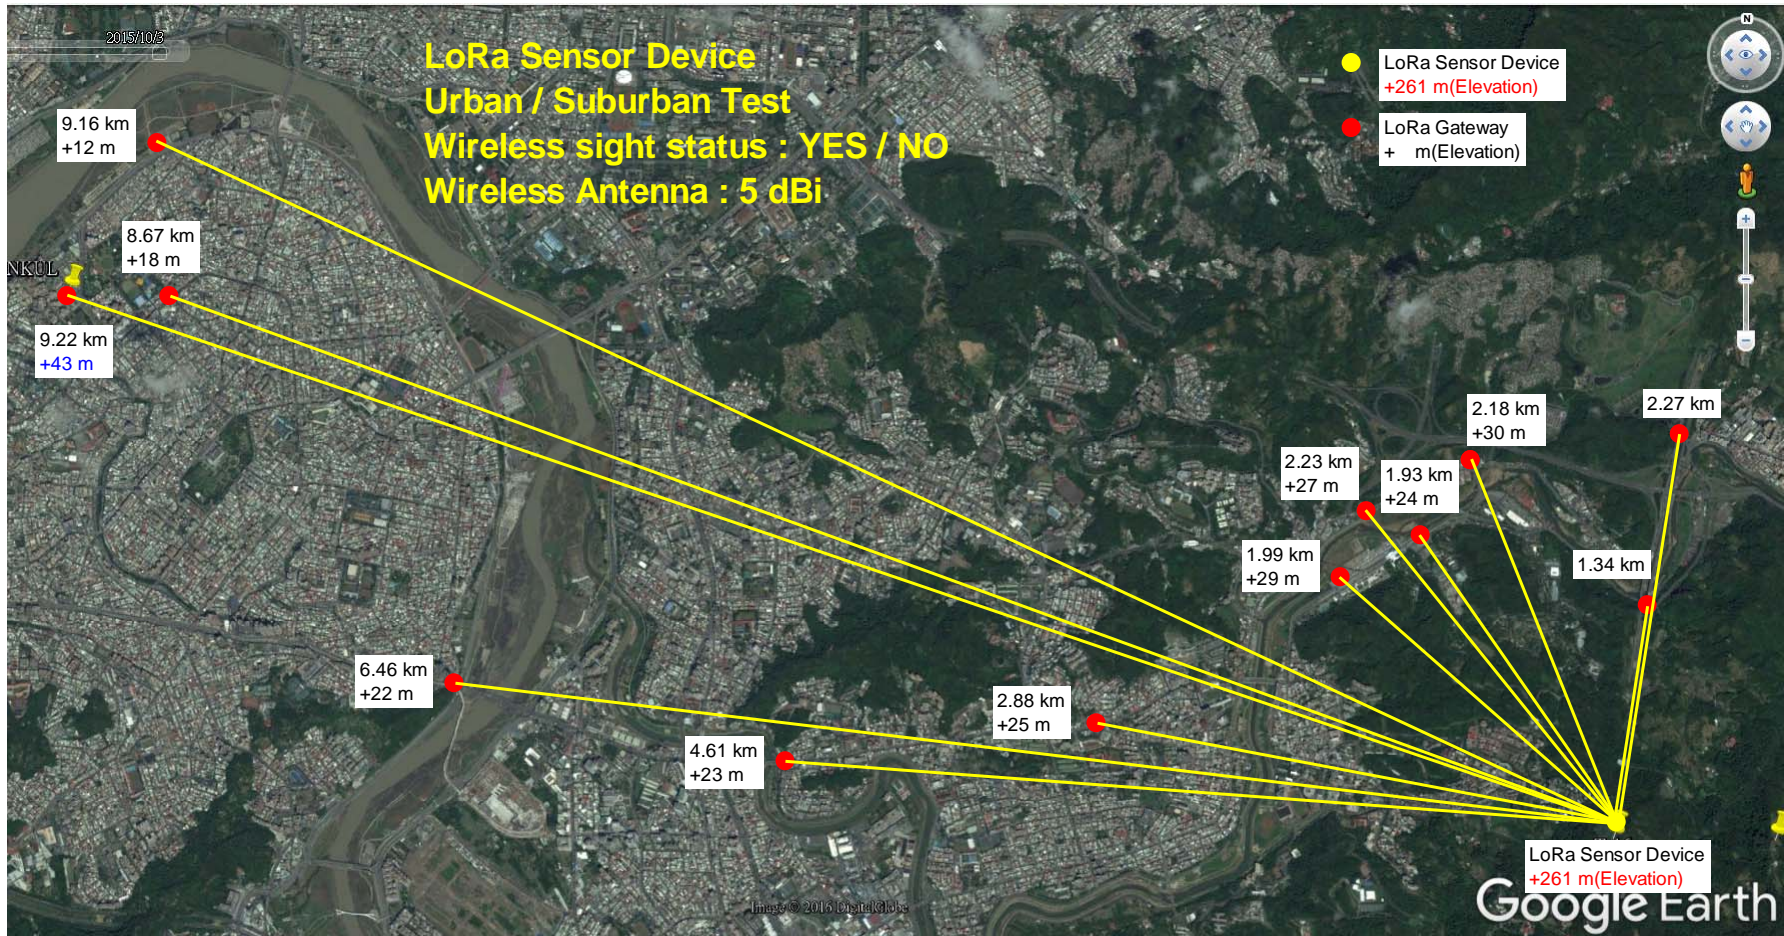 2015/10/3
LoRa Sensor Device
Urban / Suburban Test
Wireless sight status : YES / NO
Wireless Antenna : 5 dBi
LoRa Sensor Device
+261 m(Elevation)
LoRa Gateway
+    m(Elevation)
N
9.16 km
+12 m
8.67 km
+18 m
NKUL
9.22 km
+43 m
2.27 km
2.18 km
+30 m
2.23 km
+27 m
1.93 km
+24 m
1.99 km
+29 m
1.34 km
6.46 km
+22 m
2.88 km
+25 m
4.61 km
+23 m
LoRa Sensor Device
+261 m(Elevation)
Image © 2016 DigitalGlobe
Google Earth